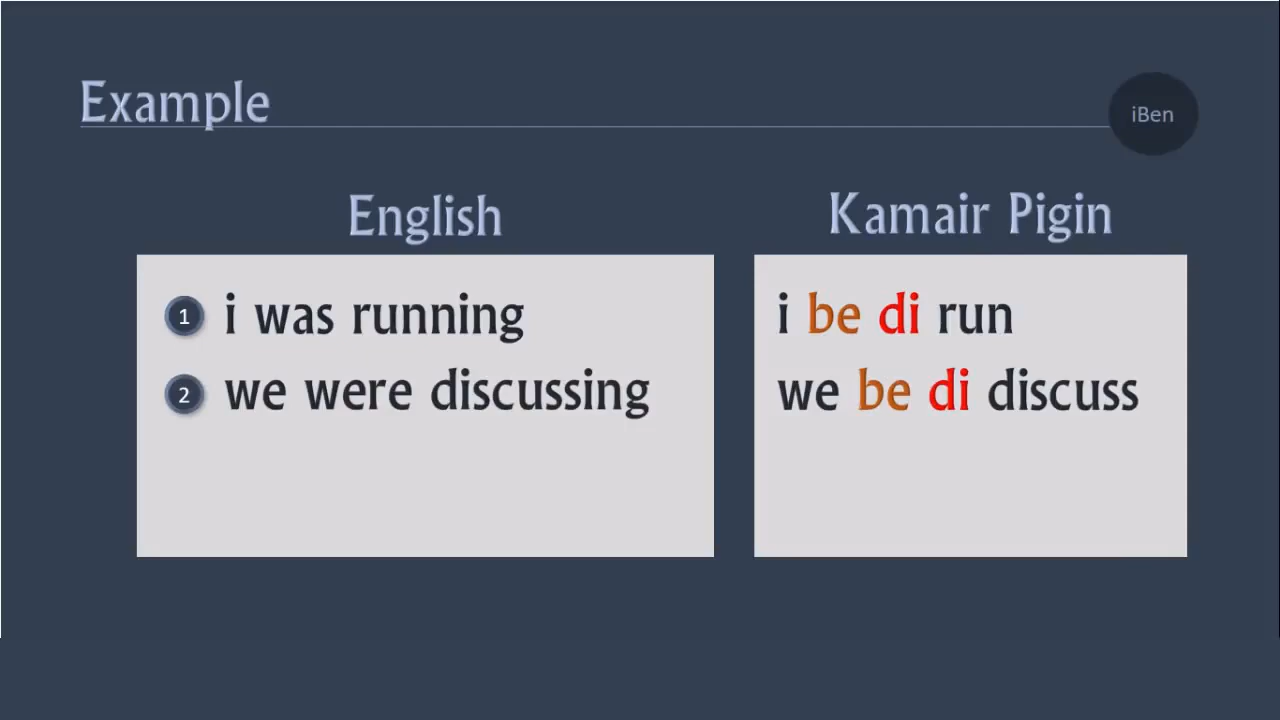 Example
iBen
English
Kamair Pigin
1 i was running
i be di run
2 we were discussing
we be di discuss